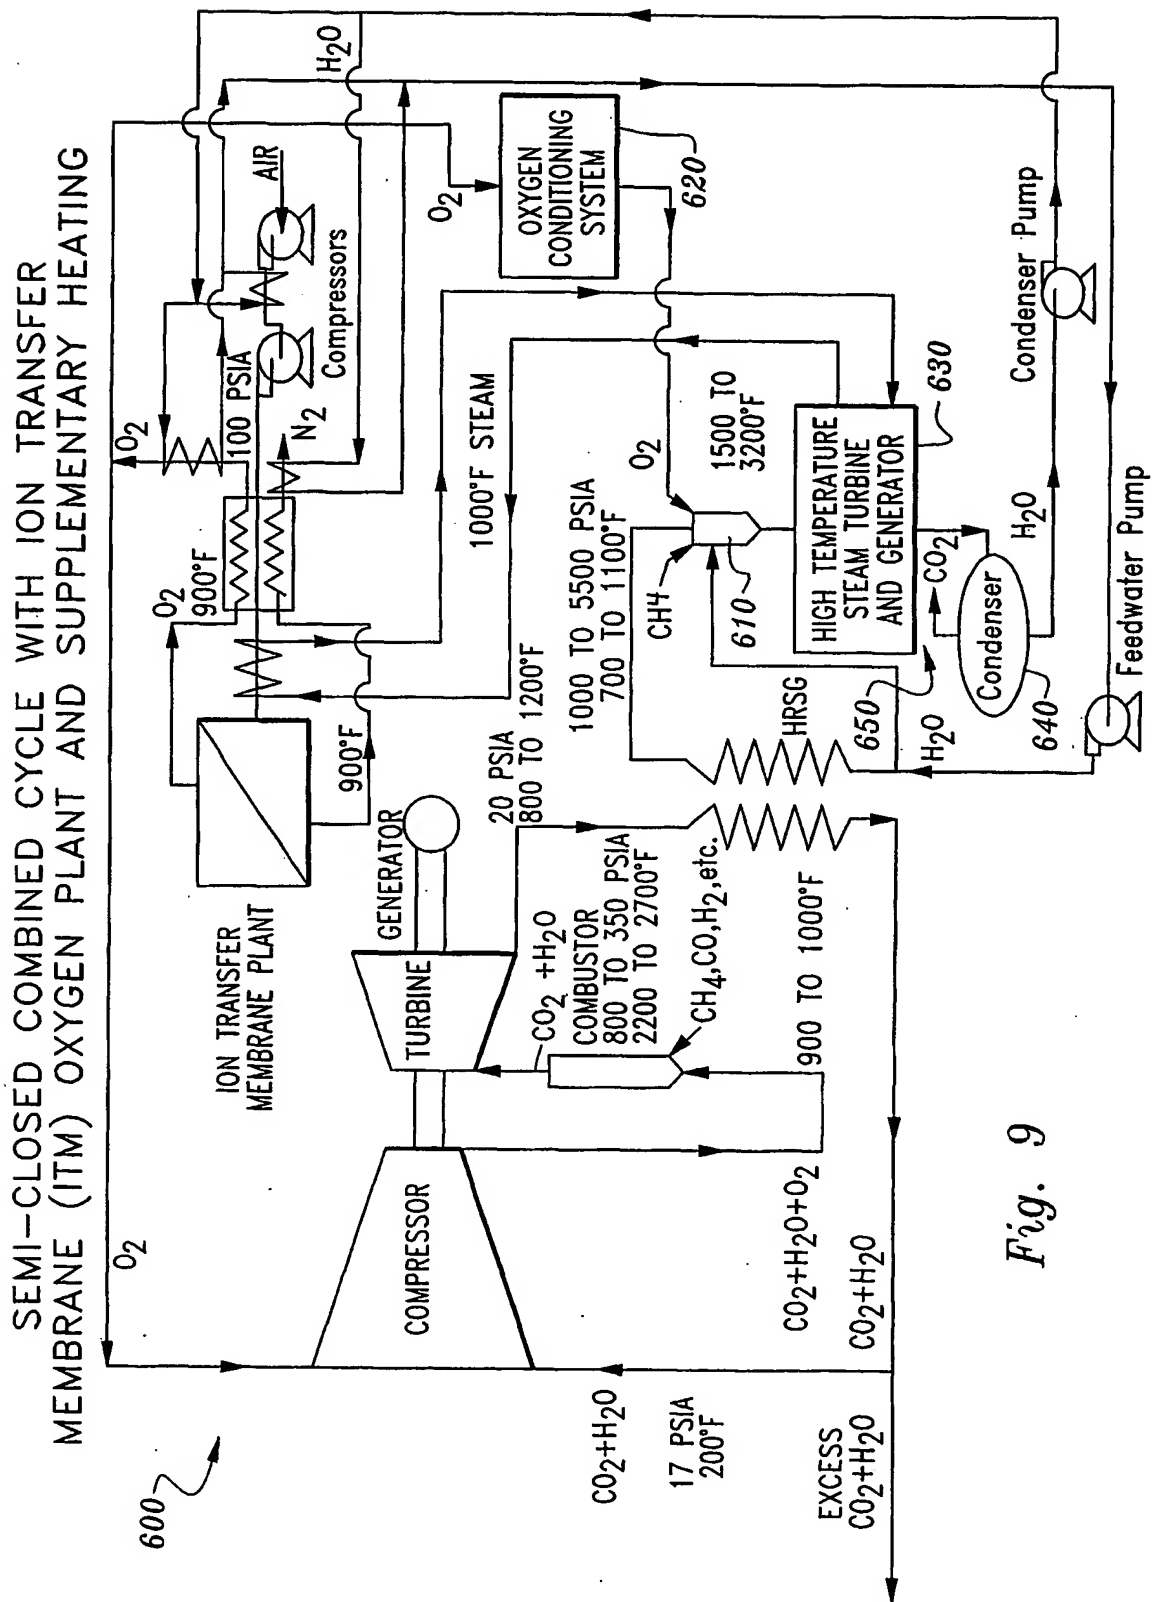 SEMI-CLOSED COMBINED CYCLE WITH ION TRANSFER
MEMBRANE (ITM) OXYGEN PLANT AND SUPPLEMENTARY HEATING
600
O2
O2
O2
900°F
100 PSIA
AIR
Compressors
N2
H2O
ION TRANSFER
MEMBRANE PLANT
900°F
1000°F STEAM
O2
OXYGEN
CONDITIONING
SYSTEM
620
GENERATOR
TURBINE
COMPRESSOR
20 PSIA
800 TO 1200°F
CO2 +H2O
COMBUSTOR
800 TO 350 PSIA
2200 TO 2700°F
CH4,CO,H2,etc.
900 TO 1000°F
CO2+H2O+O2
CO2+H2O
CO2+H2O
17 PSIA
200°F
EXCESS
CO2+H2O
1000 TO 5500 PSIA
700 TO 1100°F
CH4
O2
610
1500 TO
3200°F
HIGH TEMPERATURE
STEAM TURBINE
AND GENERATOR
630
HRSG
650
CO2
H2O
Condenser
640
H2O
Condenser Pump
Feedwater Pump
Fig. 9